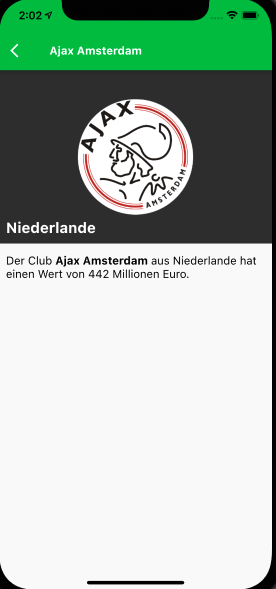 2:02
Ajax Amsterdam
AJAX
AMSTERDAM
Niederlande
Der Club Ajax Amsterdam aus Niederlande hat
einen Wert von 442 Millionen Euro.